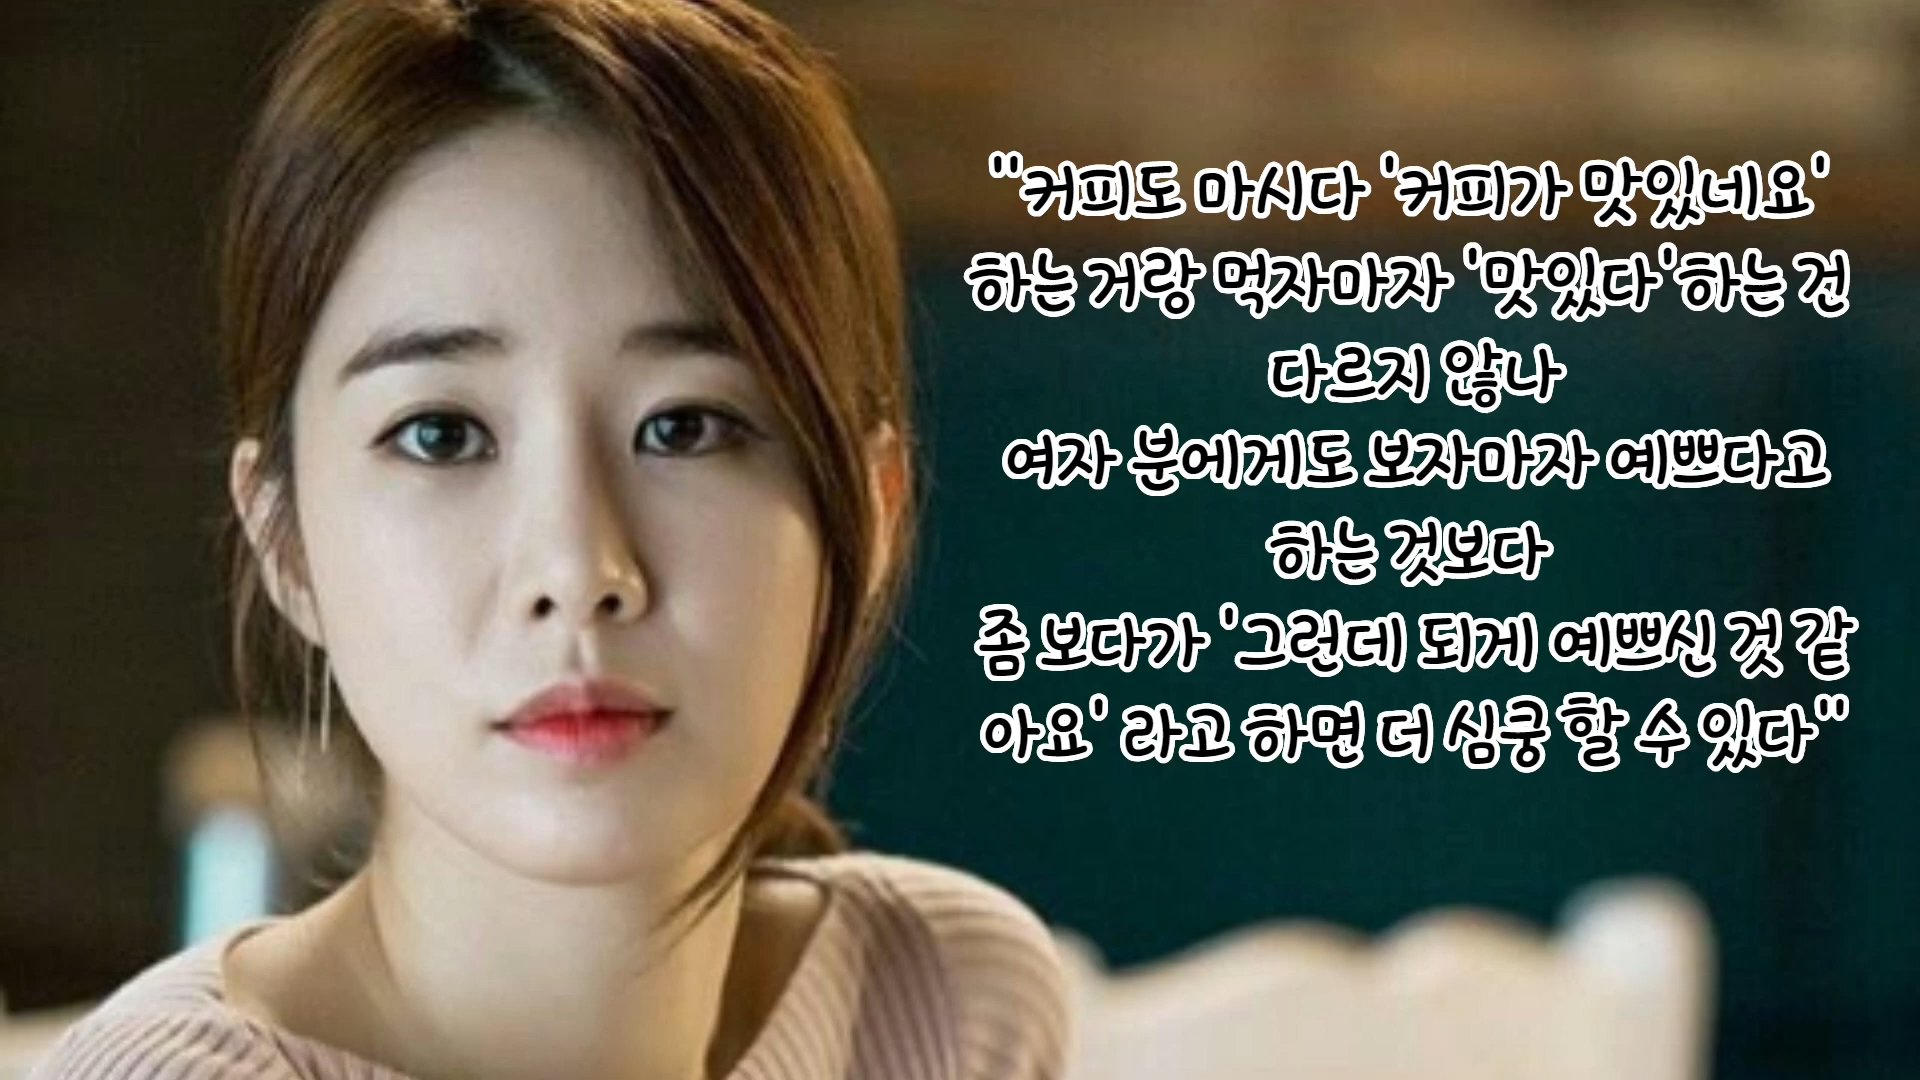 "커피도 마시다 '커피가 맛있네요'
하는 거랑 먹자마자 '맛있다'하는 건
다르지 않나
여자 분에게도 보자마자 예쁘다고
하는 것보다
좀 보다가 '그런데 되게 예쁘신 것 같
아요' 라고 하면 더 심쿵 할 수 있다"